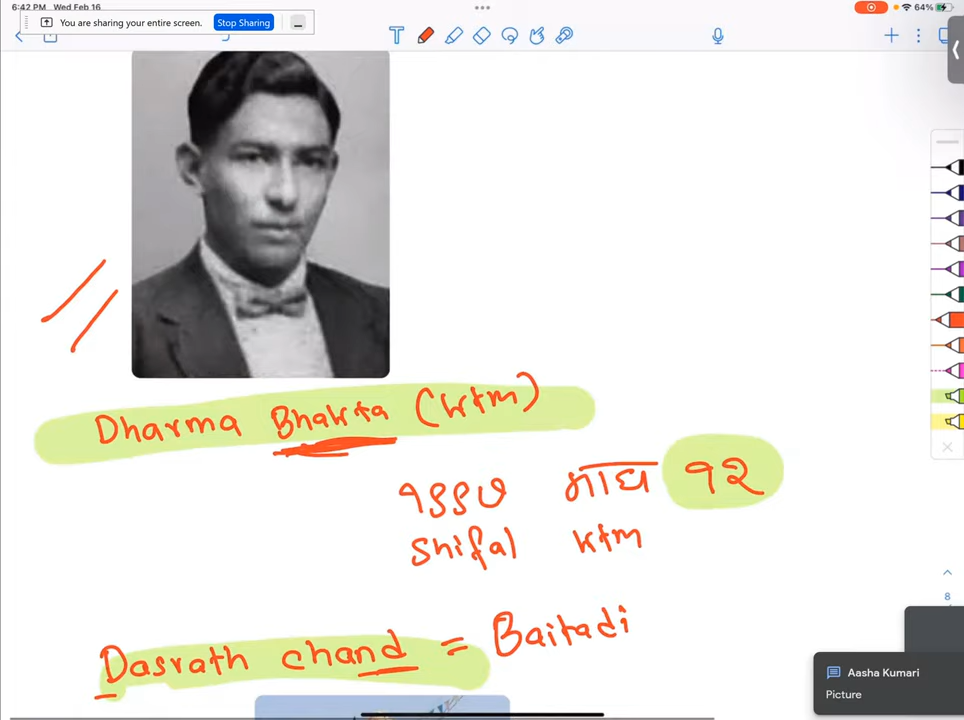 6:42 PM Wed Feb 16
64%
You are sharing your entire screen.
Stop Sharing
T
Dharma Bhakta (ktm)
१९९७ माघ १२
Shifal ktm
Dasrath chand = Baitadi
8
Aasha Kumari
Picture